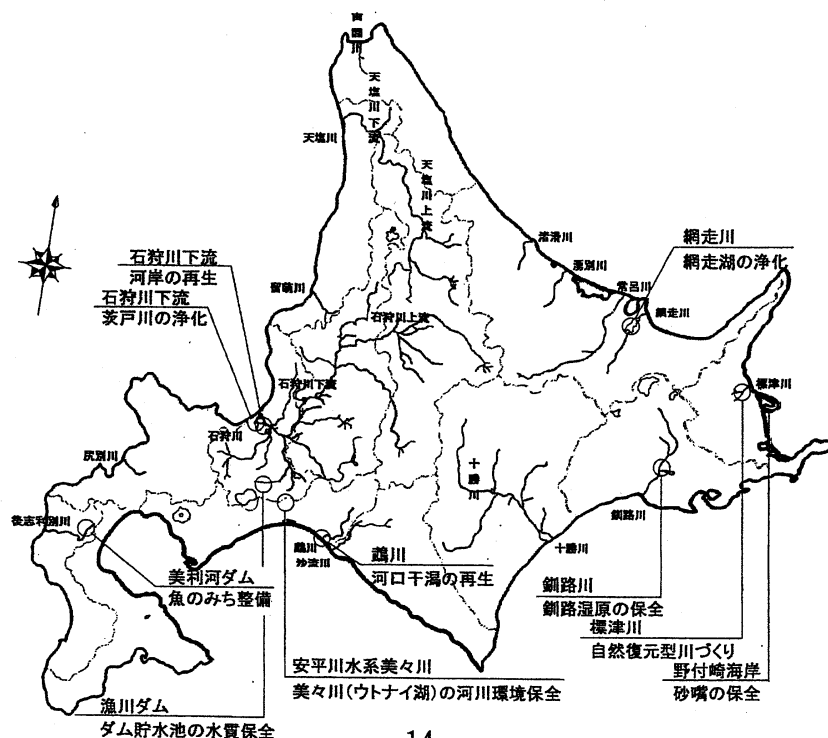 声問川
天塩川下流
天塩川
天塩川上流
渚滑川
湧別川
常呂川
網走川
網走川
網走湖の浄化
石狩川下流
河岸の再生
石狩川下流
茨戸川の浄化
留萌川
石狩川上流
石狩川下流
石狩川
標津川
尻別川
後志利別川
十勝川
釧路川
十勝川
鵡川
沙流川
鵡川
河口干潟の再生
美利河ダム
魚のみち整備
釧路川
釧路湿原の保全
標津川
自然復元型川づくり
野付崎海岸
砂嘴の保全
安平川水系美々川
美々川(ウトナイ湖)の河川環境保全
漁川ダム
ダム貯水池の水質保全
14